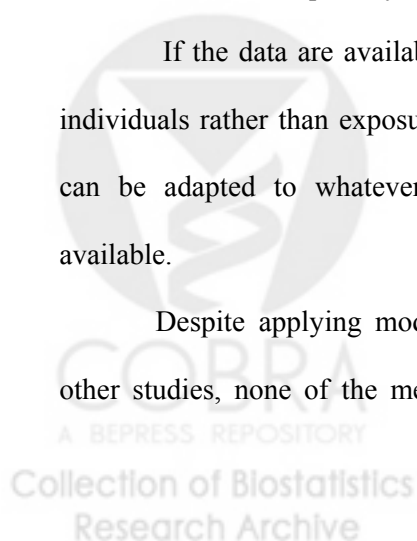 If the data are availab
individuals rather than exposu
can be adapted to whatever
available.
Despite applying mod
other studies, none of the me
COBRA
A BEPRESS REPOSITORY
Collection of Biostatistics
Research Archive